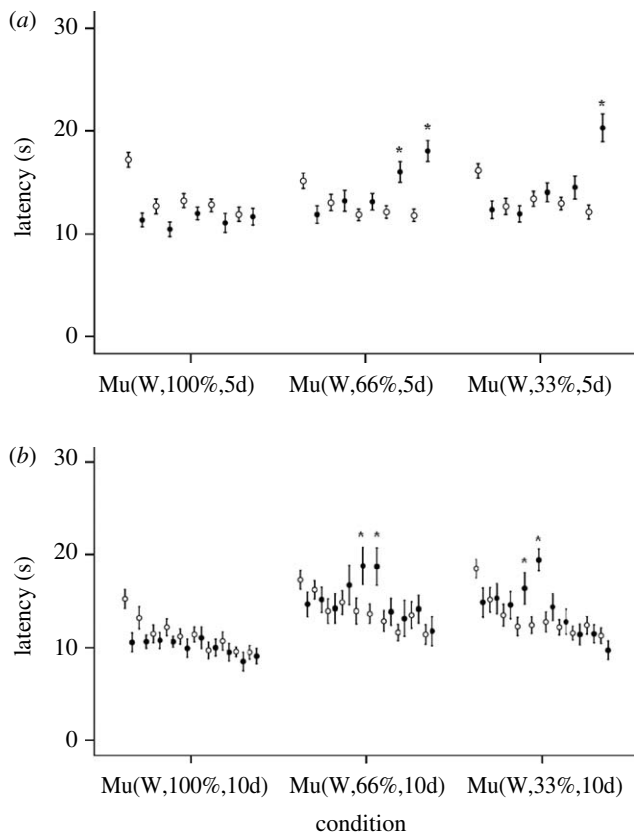 (a)
30
20
10
0
latency (s)
* * *
Mu(W,100%,5d) Mu(W,66%,5d) Mu(W,33%,5d)
(b)
30
20
10
0
latency (s)
* * * *
Mu(W,100%,10d) Mu(W,66%,10d) Mu(W,33%,10d)
condition